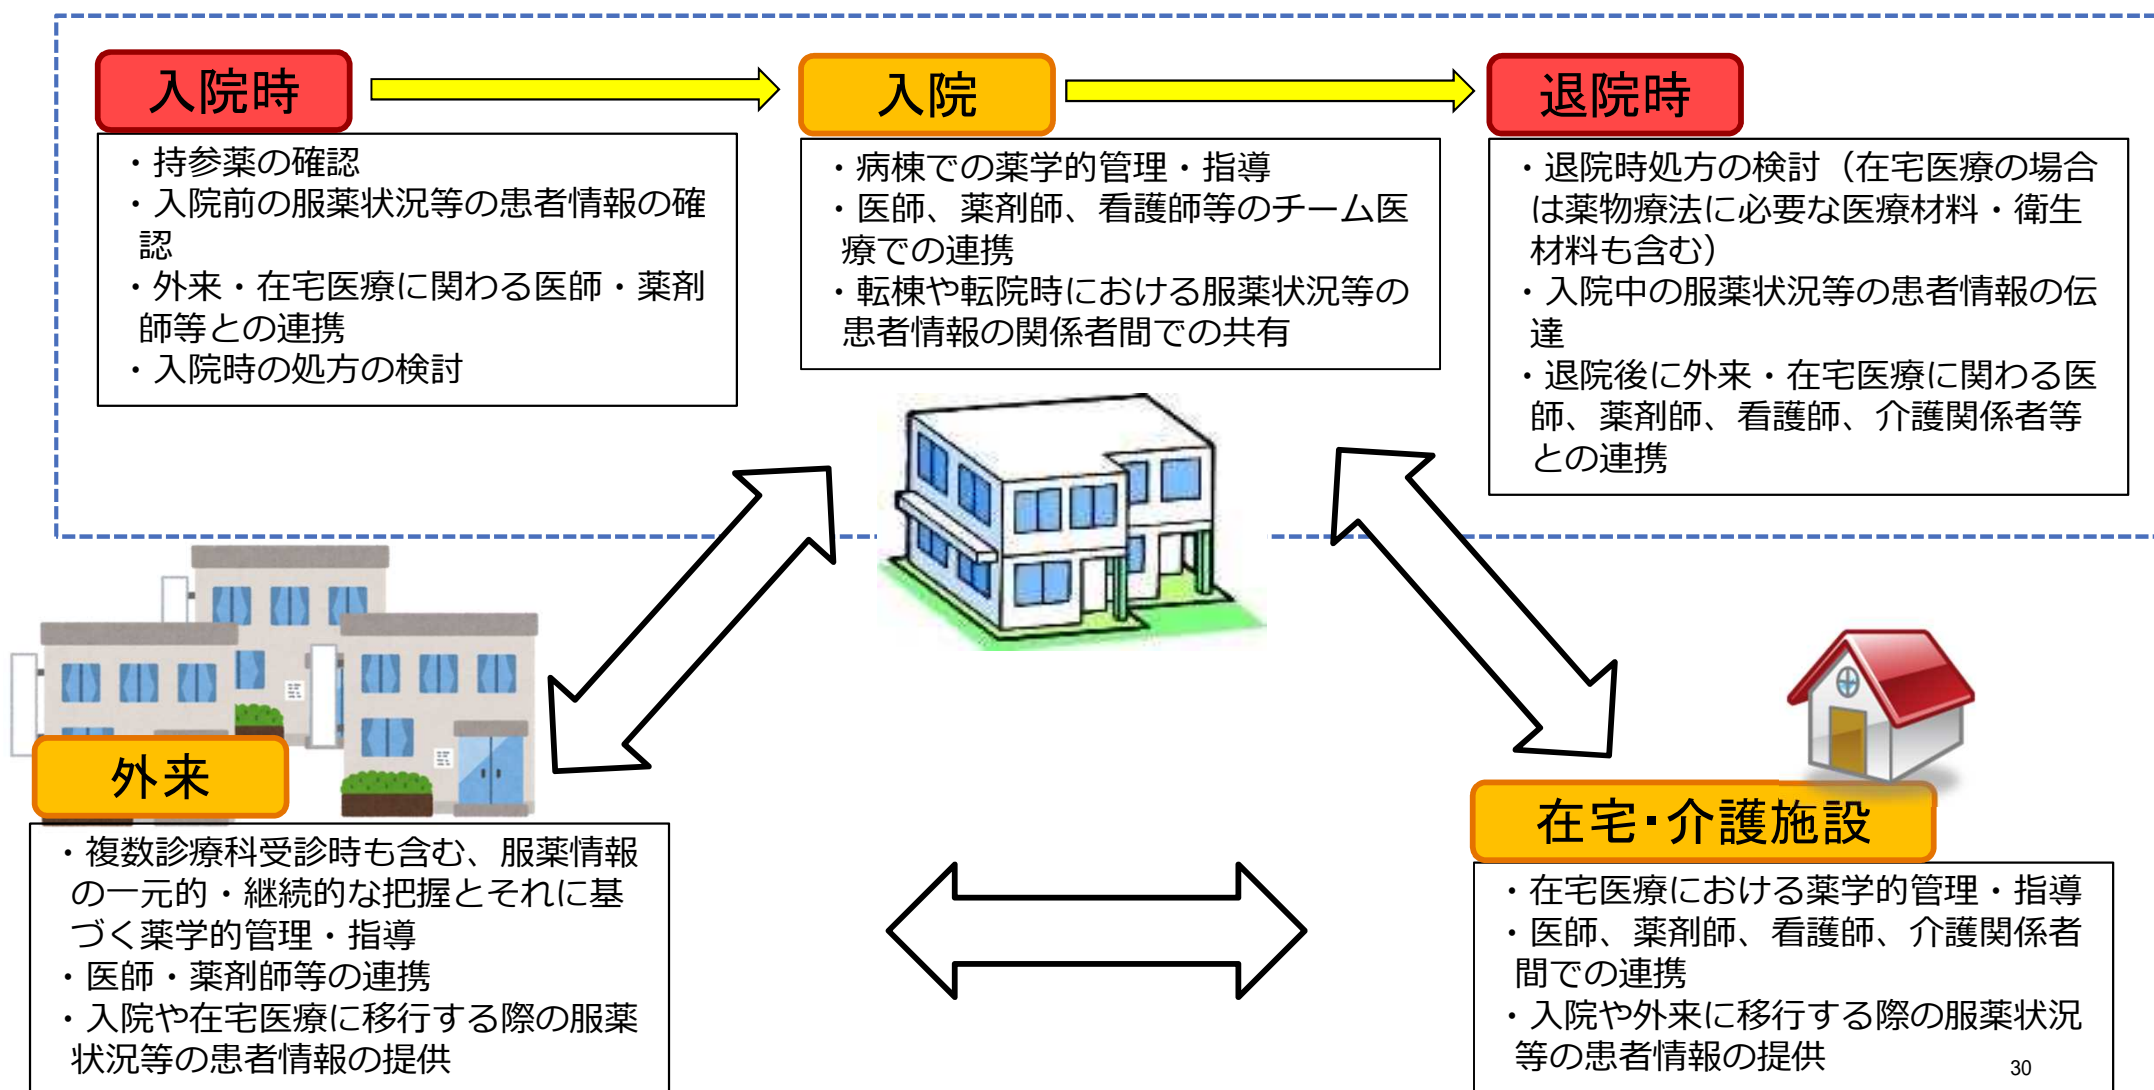 入院時
・持参薬の確認
・入院前の服薬状況等の患者情報の確
認
・外来・在宅医療に関わる医師・薬剤
師等との連携
・入院時の処方の検討
入院
・病棟での薬学的管理・指導
・医師、薬剤師、看護師等のチーム医
療での連携
・転棟や転院時における服薬状況等の
患者情報の関係者間での共有
退院時
・退院時処方の検討（在宅医療の場合
は薬物療法に必要な医療材料・衛生
材料も含む）
・入院中の服薬状況等の患者情報の伝
達
・退院後に外来・在宅医療に関わる医
師、薬剤師、看護師、介護関係者等
との連携
外来
・複数診療科受診時も含む、服薬情報
の一元的・継続的な把握とそれに基
づく薬学的管理・指導
・医師・薬剤師等の連携
・入院や在宅医療に移行する際の服薬
状況等の患者情報の提供
在宅・介護施設
・在宅医療における薬学的管理・指導
・医師、薬剤師、看護師、介護関係者
間での連携
・入院や外来に移行する際の服薬状況
等の患者情報の提供
30